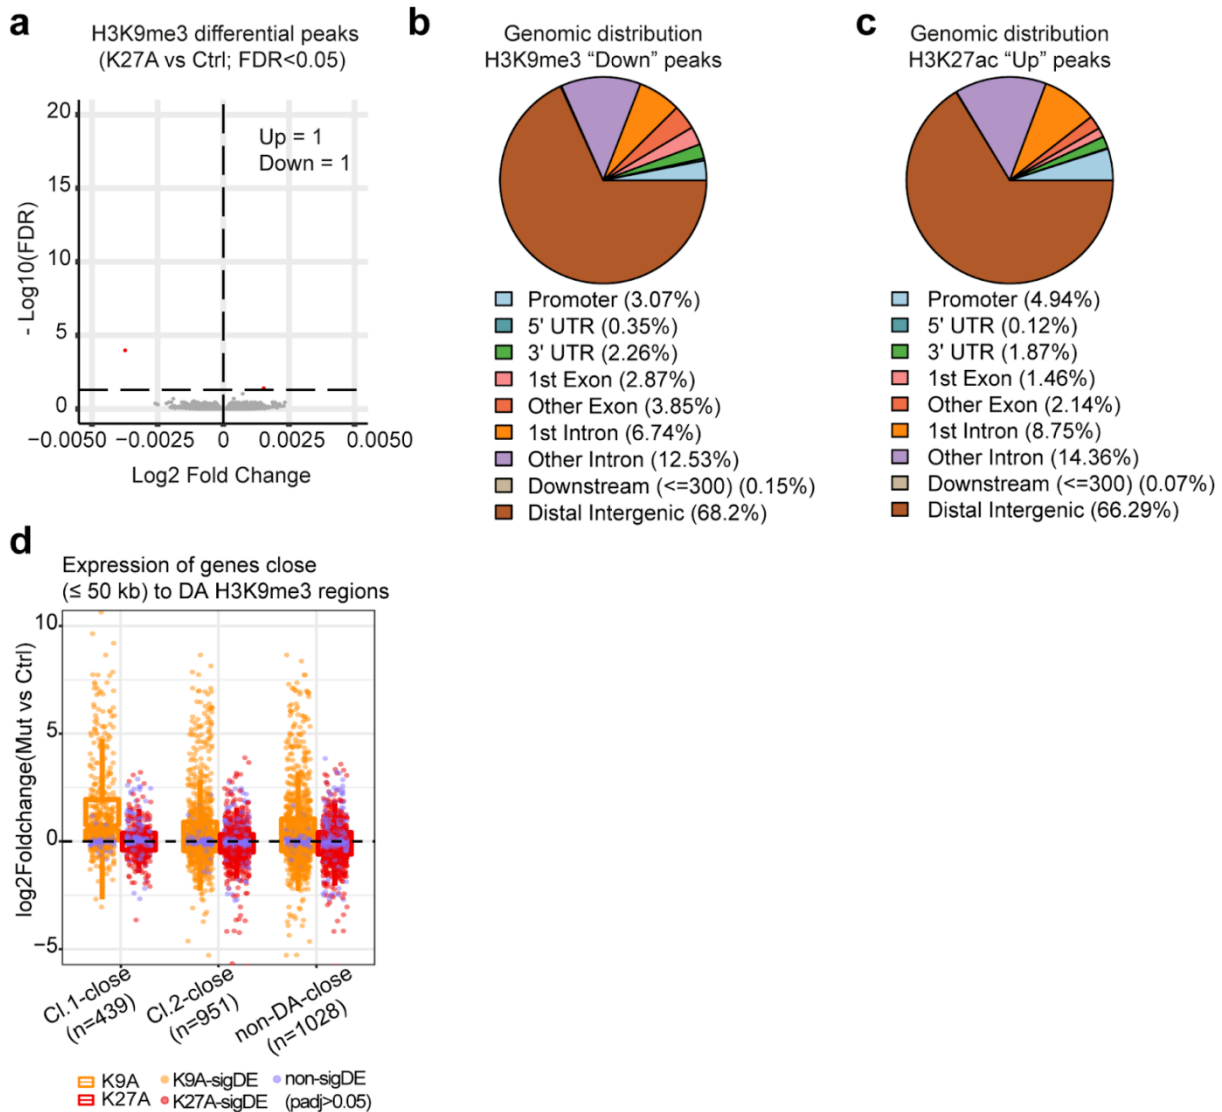 a
H3K9me3 differential peaks
(K27A vs Ctrl; FDR<0.05)
20
15
10
5
0
- Log10(FDR)
Up = 1
Down = 1
−0.0050
−0.0025
0
0.0025
0.0050
Log2 Fold Change
b
Genomic distribution
H3K9me3 “Down” peaks
Promoter (3.07%)
5' UTR (0.35%)
3' UTR (2.26%)
1st Exon (2.87%)
Other Exon (3.85%)
1st Intron (6.74%)
Other Intron (12.53%)
Downstream (<=300) (0.15%)
Distal Intergenic (68.2%)
c
Genomic distribution
H3K27ac “Up” peaks
Promoter (4.94%)
5' UTR (0.12%)
3' UTR (1.87%)
1st Exon (1.46%)
Other Exon (2.14%)
1st Intron (8.75%)
Other Intron (14.36%)
Downstream (<=300) (0.07%)
Distal Intergenic (66.29%)
d
Expression of genes close
(≤ 50 kb) to DA H3K9me3 regions
log2Foldchange(Mut vs Ctrl)
10
5
0
−5
Cl.1-close
(n=439)
Cl.2-close
(n=951)
non-DA-close
(n=1028)
K9A
K27A
K9A-sigDE
K27A-sigDE
non-sigDE
(padj>0.05)